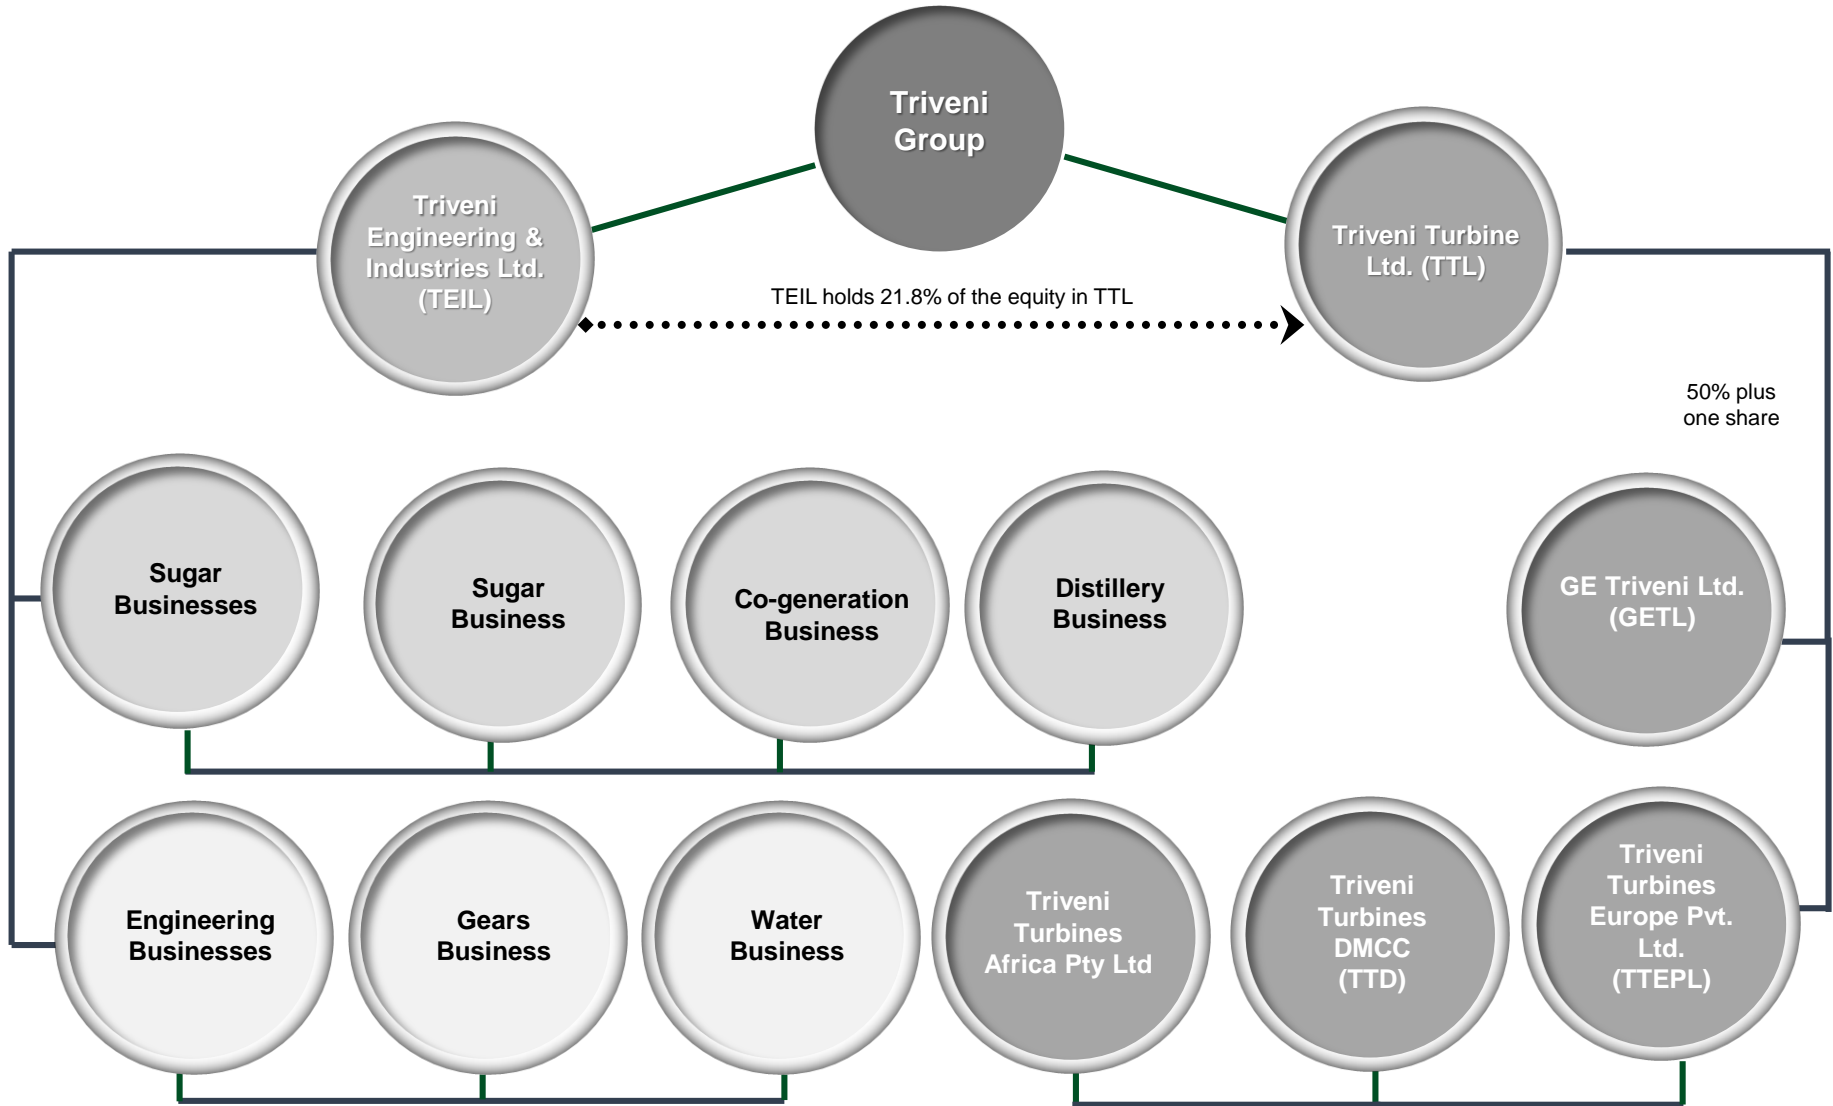 Triveni
Group
Triveni
Engineering &
Industries Ltd.
(TEIL)
Triveni Turbine
Ltd. (TTL)
TEIL holds 21.8% of the equity in TTL
50% plus
one share
Sugar
Businesses
Sugar
Business
Co-generation
Business
Distillery
Business
GE Triveni Ltd.
(GETL)
Engineering
Businesses
Gears
Business
Water
Business
Triveni
Turbines
Africa Pty Ltd
Triveni
Turbines
DMCC
(TTD)
Triveni
Turbines
Europe Pvt.
Ltd.
(TTEPL)